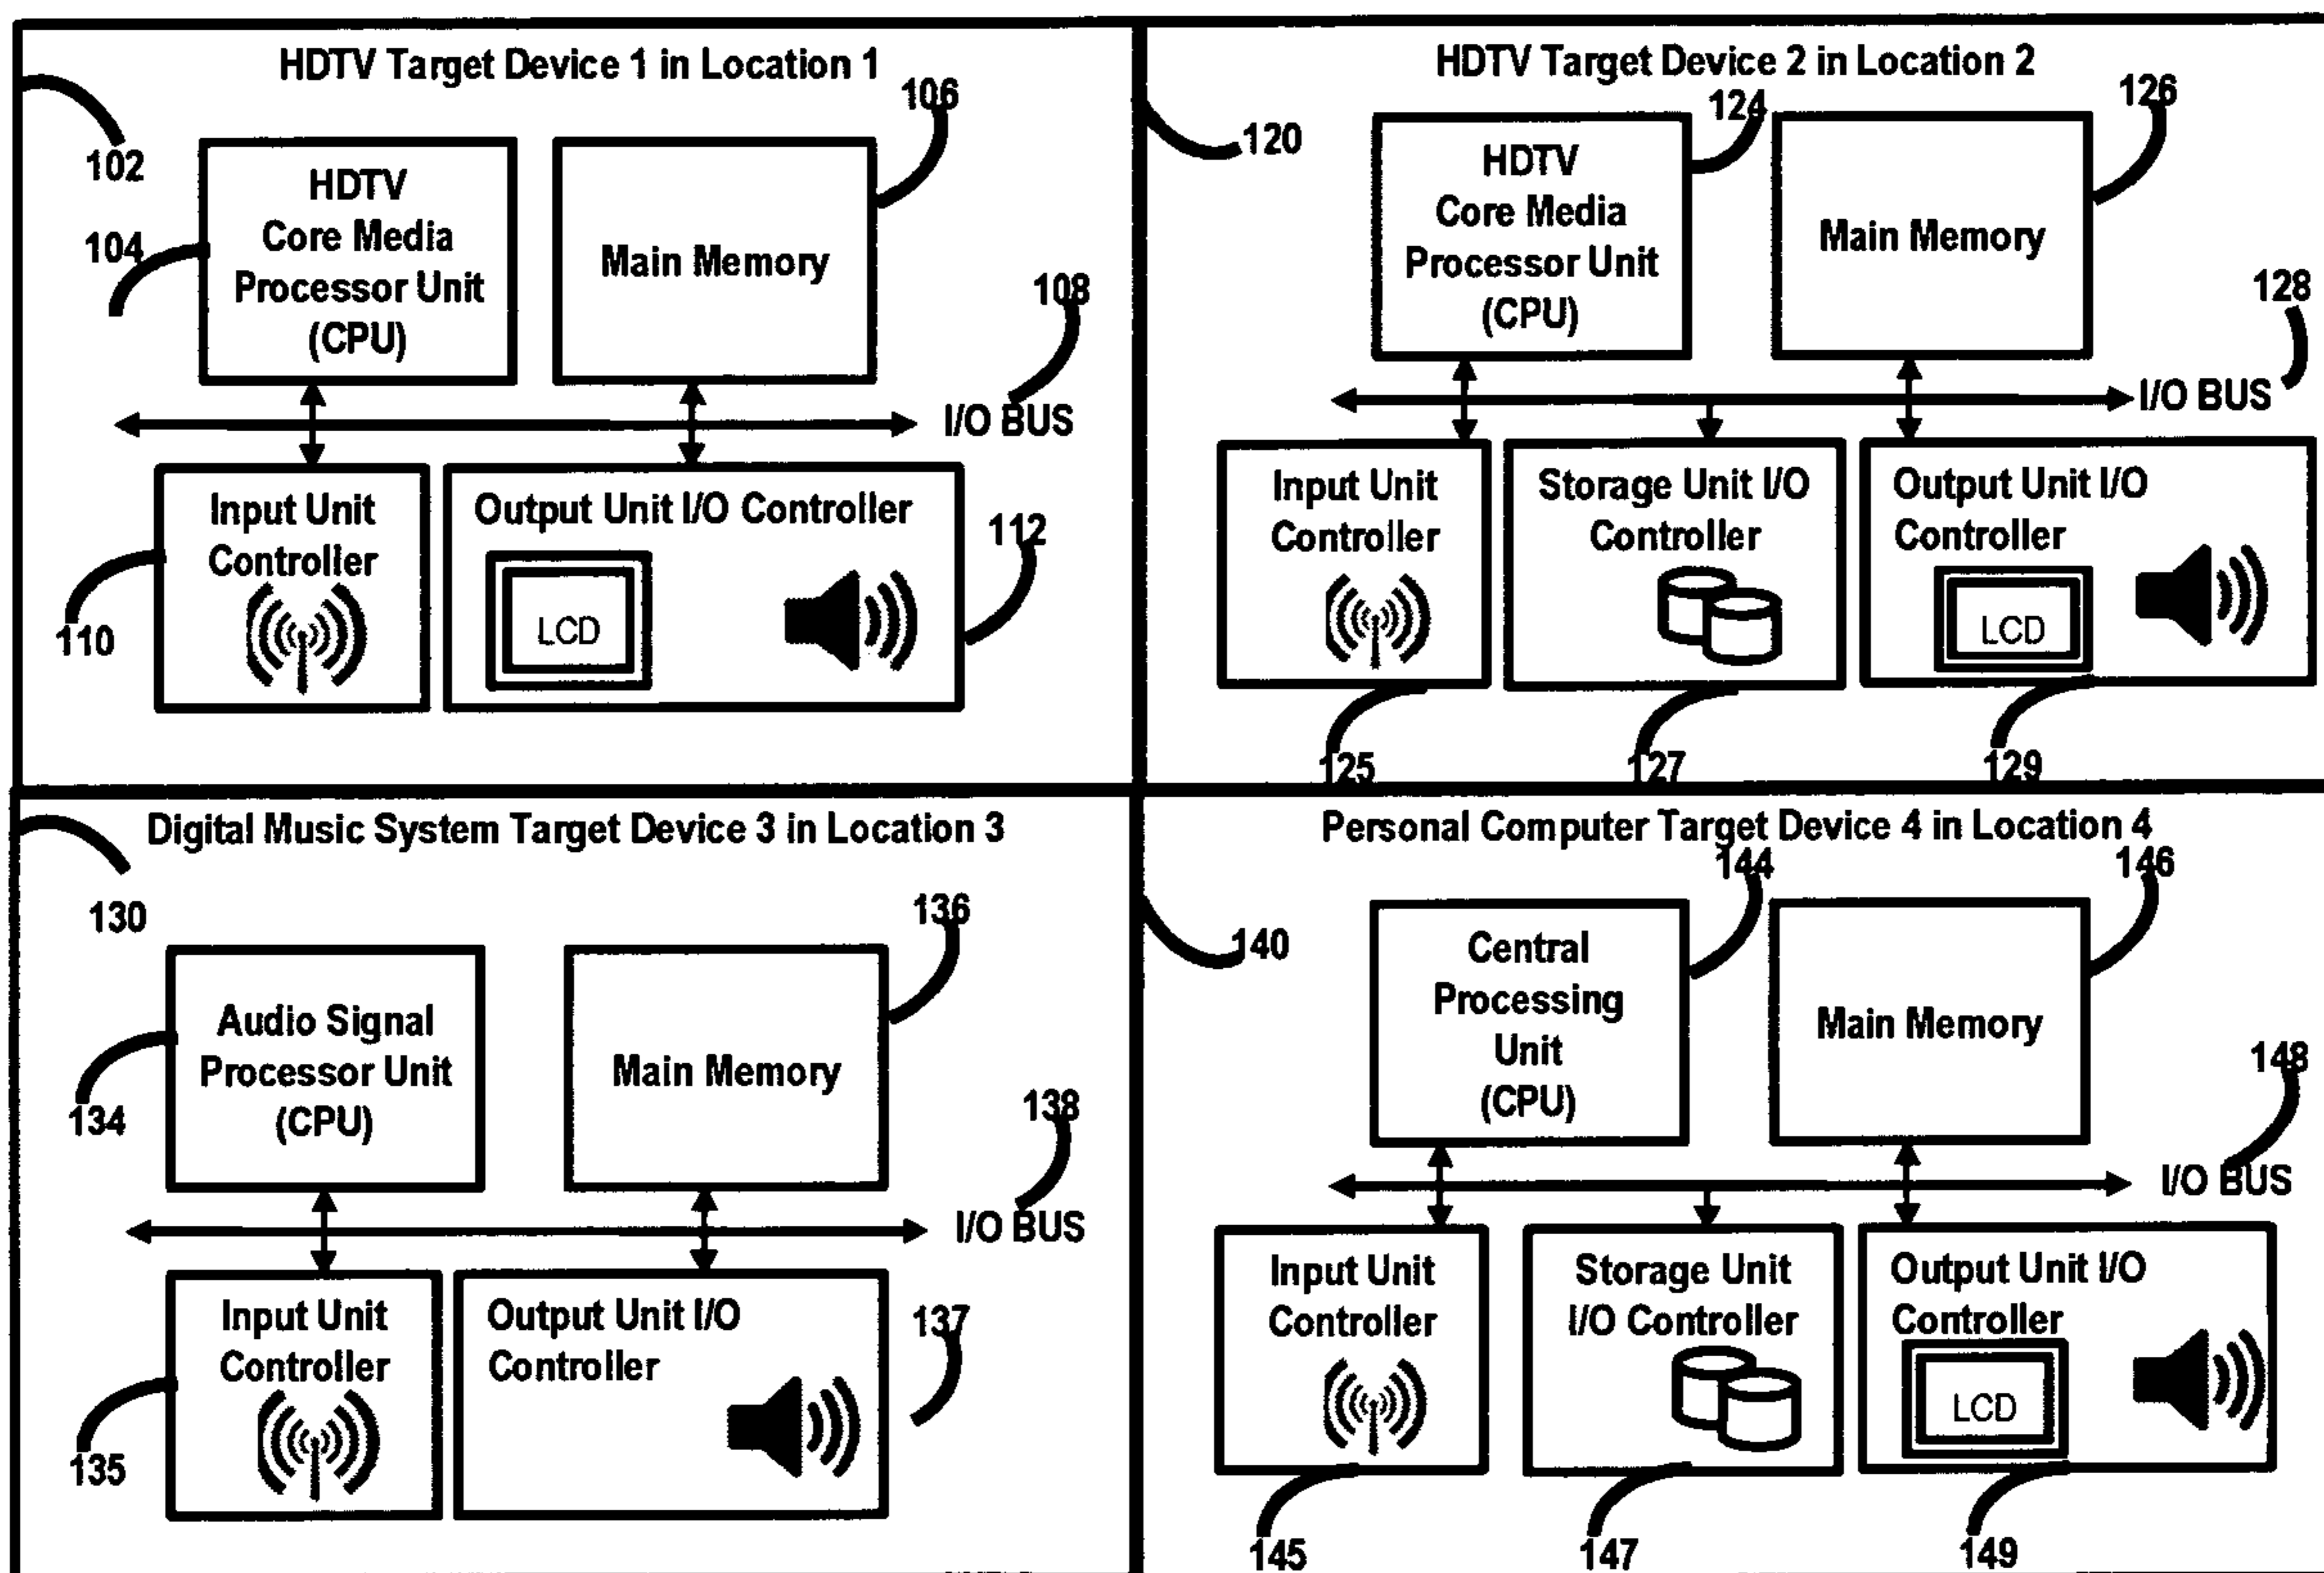 HDTV Target Device 1 in Location 1
106
102
HDTV
Core Media
Processor Unit
(CPU)
104
Main Memory
108
I/O BUS
Input Unit
Controller
Output Unit I/O Controller
112
LCD
110
HDTV Target Device 2 in Location 2
124
126
120
HDTV
Core Media
Processor Unit
(CPU)
Main Memory
128
I/O BUS
Input Unit
Controller
Storage Unit I/O
Controller
Output Unit I/O
Controller
LCD
125
127
129
Digital Music System Target Device 3 in Location 3
130
136
Audio Signal
Processor Unit
(CPU)
Main Memory
134
138
I/O BUS
Input Unit
Controller
Output Unit I/O
Controller
137
135
Personal Computer Target Device 4 in Location 4
144
146
140
Central
Processing
Unit
(CPU)
Main Memory
148
I/O BUS
Input Unit
Controller
Storage Unit
I/O Controller
Output Unit I/O
Controller
LCD
145
147
149